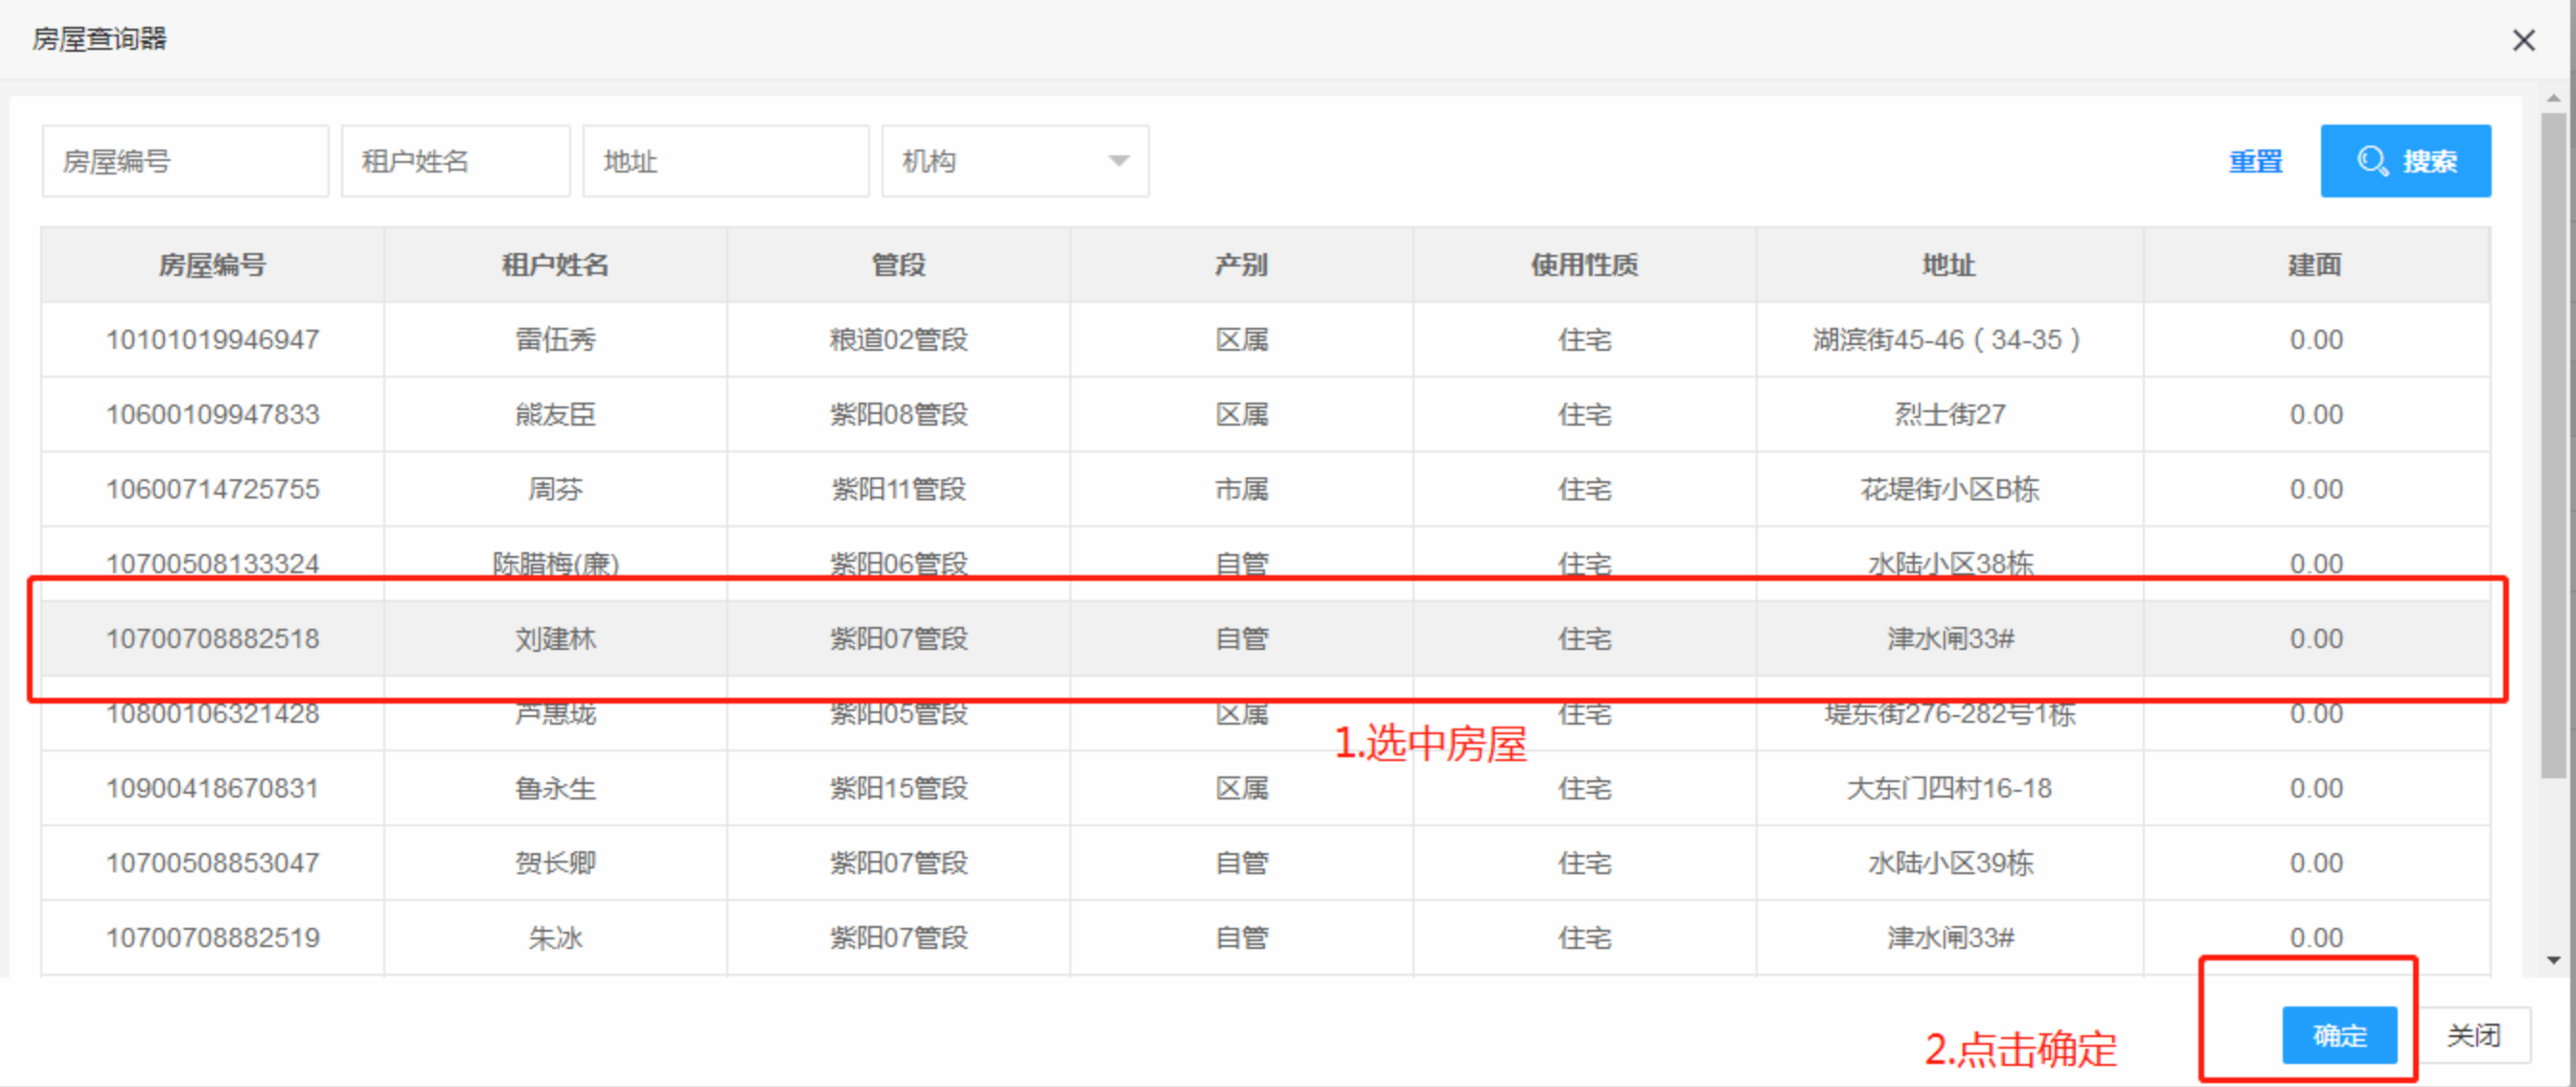 房屋查询器
房屋编号 租户姓名 地址 机构 重置 搜索
房屋编号 租户姓名 管段 产别 使用性质 地址 建面
10101019946947 雷伍秀 粮道02管段 区属 住宅 湖滨街45-46（34-35） 0.00
10600109947833 熊友臣 紫阳08管段 区属 住宅 烈士街27 0.00
10600714725755 周芬 紫阳11管段 市属 住宅 花堤街小区B栋 0.00
10700508133324 陈腊梅(廉) 紫阳06管段 自管 住宅 水陆小区38栋 0.00
10700708882518 刘建林 紫阳07管段 自管 住宅 津水闸33# 0.00
10800106321428 芦惠珑 紫阳05管段 区属 住宅 堤东街276-282号1栋 0.00
1.选中房屋
10900418670831 鲁永生 紫阳15管段 区属 住宅 大东门四村16-18 0.00
10700508853047 贺长卿 紫阳07管段 自管 住宅 水陆小区39栋 0.00
10700708882519 朱冰 紫阳07管段 自管 住宅 津水闸33# 0.00
2.点击确定 确定 关闭